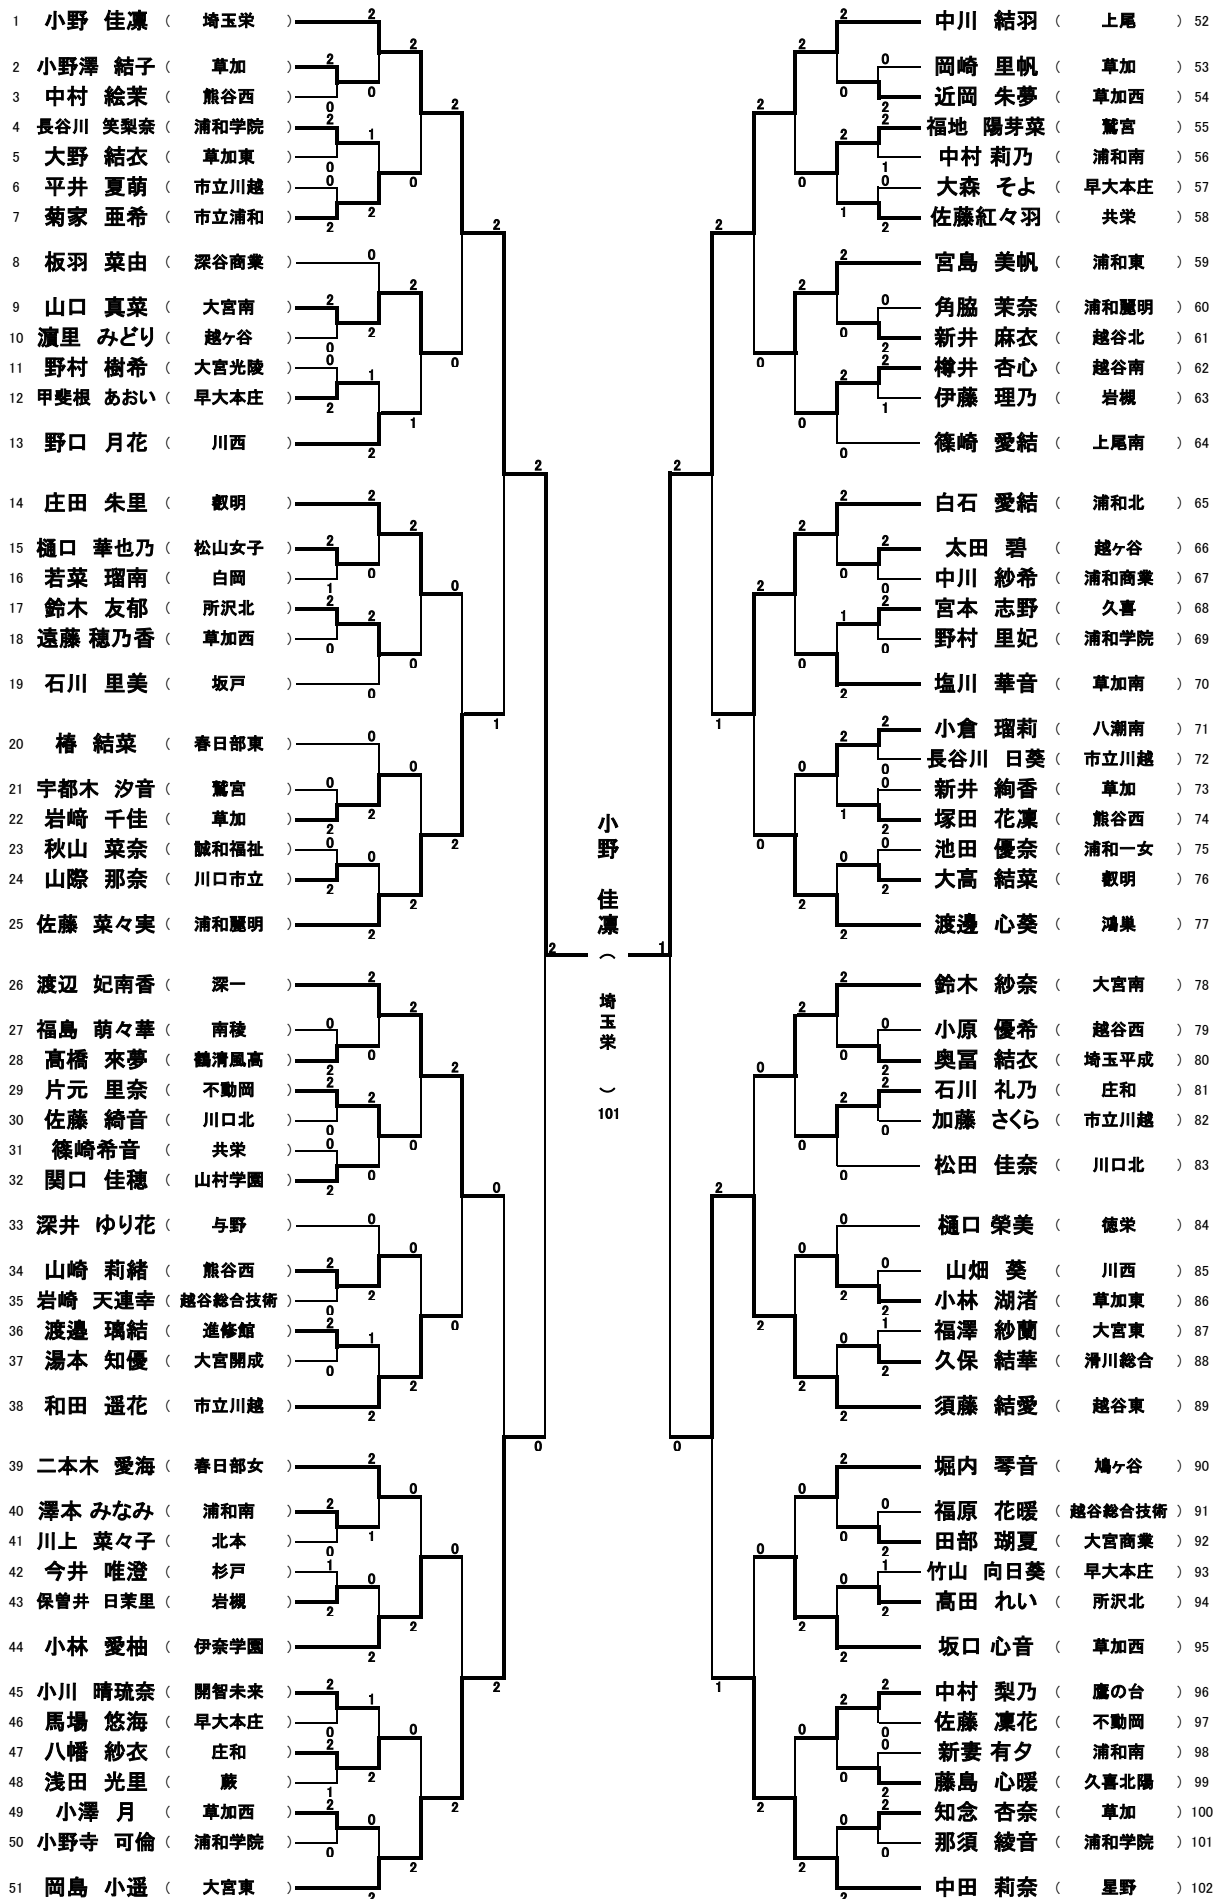 1 小野 佳凜 （ 埼玉栄 ）
2 小野澤 結子 （ 草加 ）
3 中村 絵茉 （ 熊谷西 ）
4 長谷川 笑梨奈 （ 浦和学院 ）
5 大野 結衣 （ 草加東 ）
6 平井 夏萌 （ 市立川越 ）
7 菊家 亜希 （ 市立浦和 ）
8 板羽 菜由 （ 深谷商業 ）
9 山口 真菜 （ 大宮南 ）
10 濵里 みどり （ 越ヶ谷 ）
11 野村 樹希 （ 大宮光陵 ）
12 甲斐根 あおい （ 早大本庄 ）
13 野口 月花 （ 川西 ）
14 庄田 朱里 （ 叡明 ）
15 樋口 華也乃 （ 松山女子 ）
16 若菜 瑠南 （ 白岡 ）
17 鈴木 友郁 （ 所沢北 ）
18 遠藤 穂乃香 （ 草加西 ）
19 石川 里美 （ 坂戸 ）
20 椿 結菜 （ 春日部東 ）
21 宇都木 汐音 （ 鷲宮 ）
22 岩﨑 千佳 （ 草加 ）
23 秋山 菜奈 （ 誠和福祉 ）
24 山際 那奈 （ 川口市立 ）
25 佐藤 菜々実 （ 浦和麗明 ）
26 渡辺 妃南香 （ 深一 ）
27 福島 萌々華 （ 南稜 ）
28 髙橋 來夢 （ 鶴清風高 ）
29 片元 里奈 （ 不動岡 ）
30 佐藤 綺音 （ 川口北 ）
31 篠崎希音 （ 共栄 ）
32 関口 佳穂 （ 山村学園 ）
33 深井 ゆり花 （ 与野 ）
34 山崎 莉緒 （ 熊谷西 ）
35 岩崎 天連幸 （ 越谷総合技術 ）
36 渡邉 璃結 （ 進修館 ）
37 湯本 知優 （ 大宮開成 ）
38 和田 遥花 （ 市立川越 ）
39 二本木 愛海 （ 春日部女 ）
40 澤本 みなみ （ 浦和南 ）
41 川上 菜々子 （ 北本 ）
42 今井 唯澄 （ 杉戸 ）
43 保曽井 日茉里 （ 岩槻 ）
44 小林 愛柚 （ 伊奈学園 ）
45 小川 晴琉奈 （ 開智未来 ）
46 馬場 悠海 （ 早大本庄 ）
47 八幡 紗衣 （ 庄和 ）
48 浅田 光里 （ 蕨 ）
49 小澤 月 （ 草加西 ）
50 小野寺 可倫 （ 浦和学院 ）
51 岡島 小遥 （ 大宮東 ）
小野 佳凜 （ 埼玉栄 ） 101
中川 結羽 （ 上尾 ） 52
岡崎 里帆 （ 草加 ） 53
近岡 朱夢 （ 草加西 ） 54
福地 陽芽菜 （ 鷲宮 ） 55
中村 莉乃 （ 浦和南 ） 56
大森 そよ （ 早大本庄 ） 57
佐藤紅々羽 （ 共栄 ） 58
宮島 美帆 （ 浦和東 ） 59
角脇 茉奈 （ 浦和麗明 ） 60
新井 麻衣 （ 越谷北 ） 61
樽井 杏心 （ 越谷南 ） 62
伊藤 理乃 （ 岩槻 ） 63
篠崎 愛結 （ 上尾南 ） 64
白石 愛結 （ 浦和北 ） 65
太田 碧 （ 越ヶ谷 ） 66
中川 紗希 （ 浦和商業 ） 67
宮本 志野 （ 久喜 ） 68
野村 里妃 （ 浦和学院 ） 69
塩川 華音 （ 草加南 ） 70
小倉 瑠莉 （ 八潮南 ） 71
長谷川 日葵 （ 市立川越 ） 72
新井 絢香 （ 草加 ） 73
塚田 花凜 （ 熊谷西 ） 74
池田 優奈 （ 浦和一女 ） 75
大高 結菜 （ 叡明 ） 76
渡邊 心葵 （ 鴻巣 ） 77
鈴木 紗奈 （ 大宮南 ） 78
小原 優希 （ 越谷西 ） 79
奥冨 結衣 （ 埼玉平成 ） 80
石川 礼乃 （ 庄和 ） 81
加藤 さくら （ 市立川越 ） 82
松田 佳奈 （ 川口北 ） 83
樋口 榮美 （ 徳栄 ） 84
山畑 葵 （ 川西 ） 85
小林 湖渚 （ 草加東 ） 86
福澤 紗蘭 （ 大宮東 ） 87
久保 結華 （ 滑川総合 ） 88
須藤 結愛 （ 越谷東 ） 89
堀内 琴音 （ 鳩ヶ谷 ） 90
福原 花暖 （ 越谷総合技術 ） 91
田部 瑚夏 （ 大宮商業 ） 92
竹山 向日葵 （ 早大本庄 ） 93
髙田 れい （ 所沢北 ） 94
坂口 心音 （ 草加西 ） 95
中村 梨乃 （ 鷹の台 ） 96
佐藤 凜花 （ 不動岡 ） 97
新妻 有夕 （ 浦和南 ） 98
藤島 心暖 （ 久喜北陽 ） 99
知念 杏奈 （ 草加 ） 100
那須 綾音 （ 浦和学院 ） 101
中田 莉奈 （ 星野 ） 102